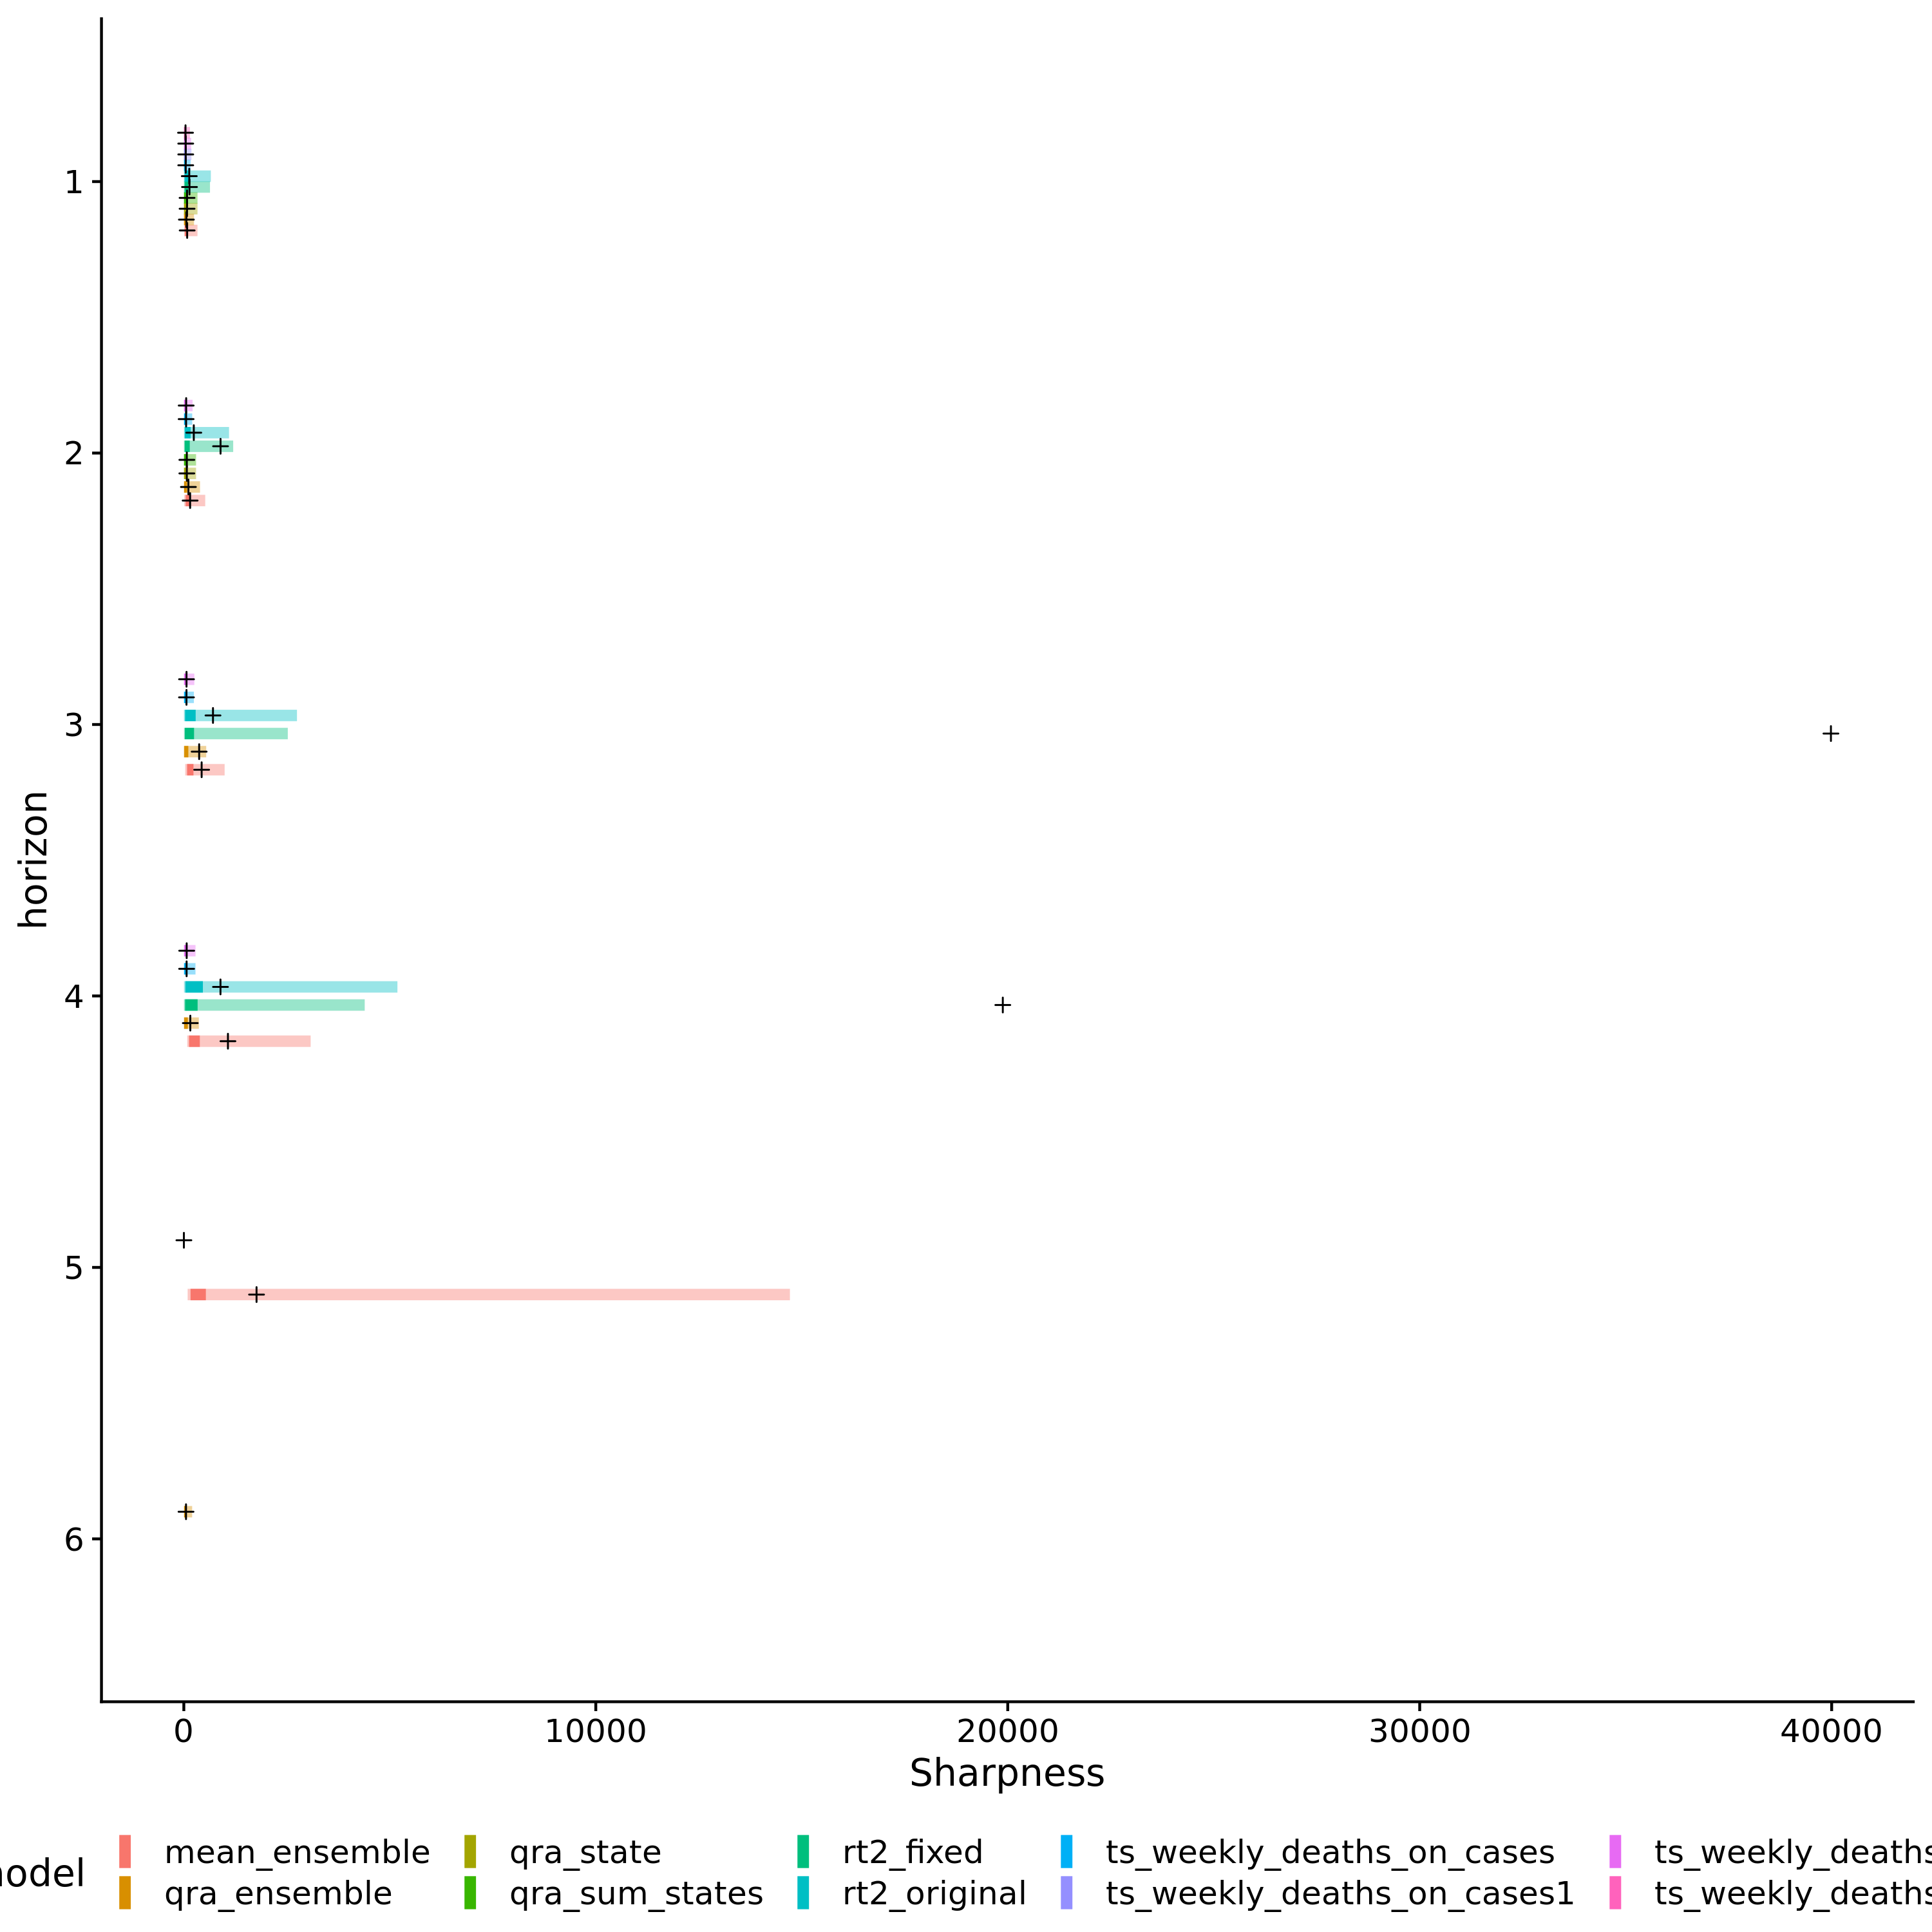 1
2
3
4
5
6
horizon
0 10000 20000 30000 40000
Sharpness
mean_ensemble qra_state rt2_fixed ts_weekly_deaths_on_cases ts_weekly_deaths
odel
qra_ensemble qra_sum_states rt2_original ts_weekly_deaths_on_cases1 ts_weekly_deaths